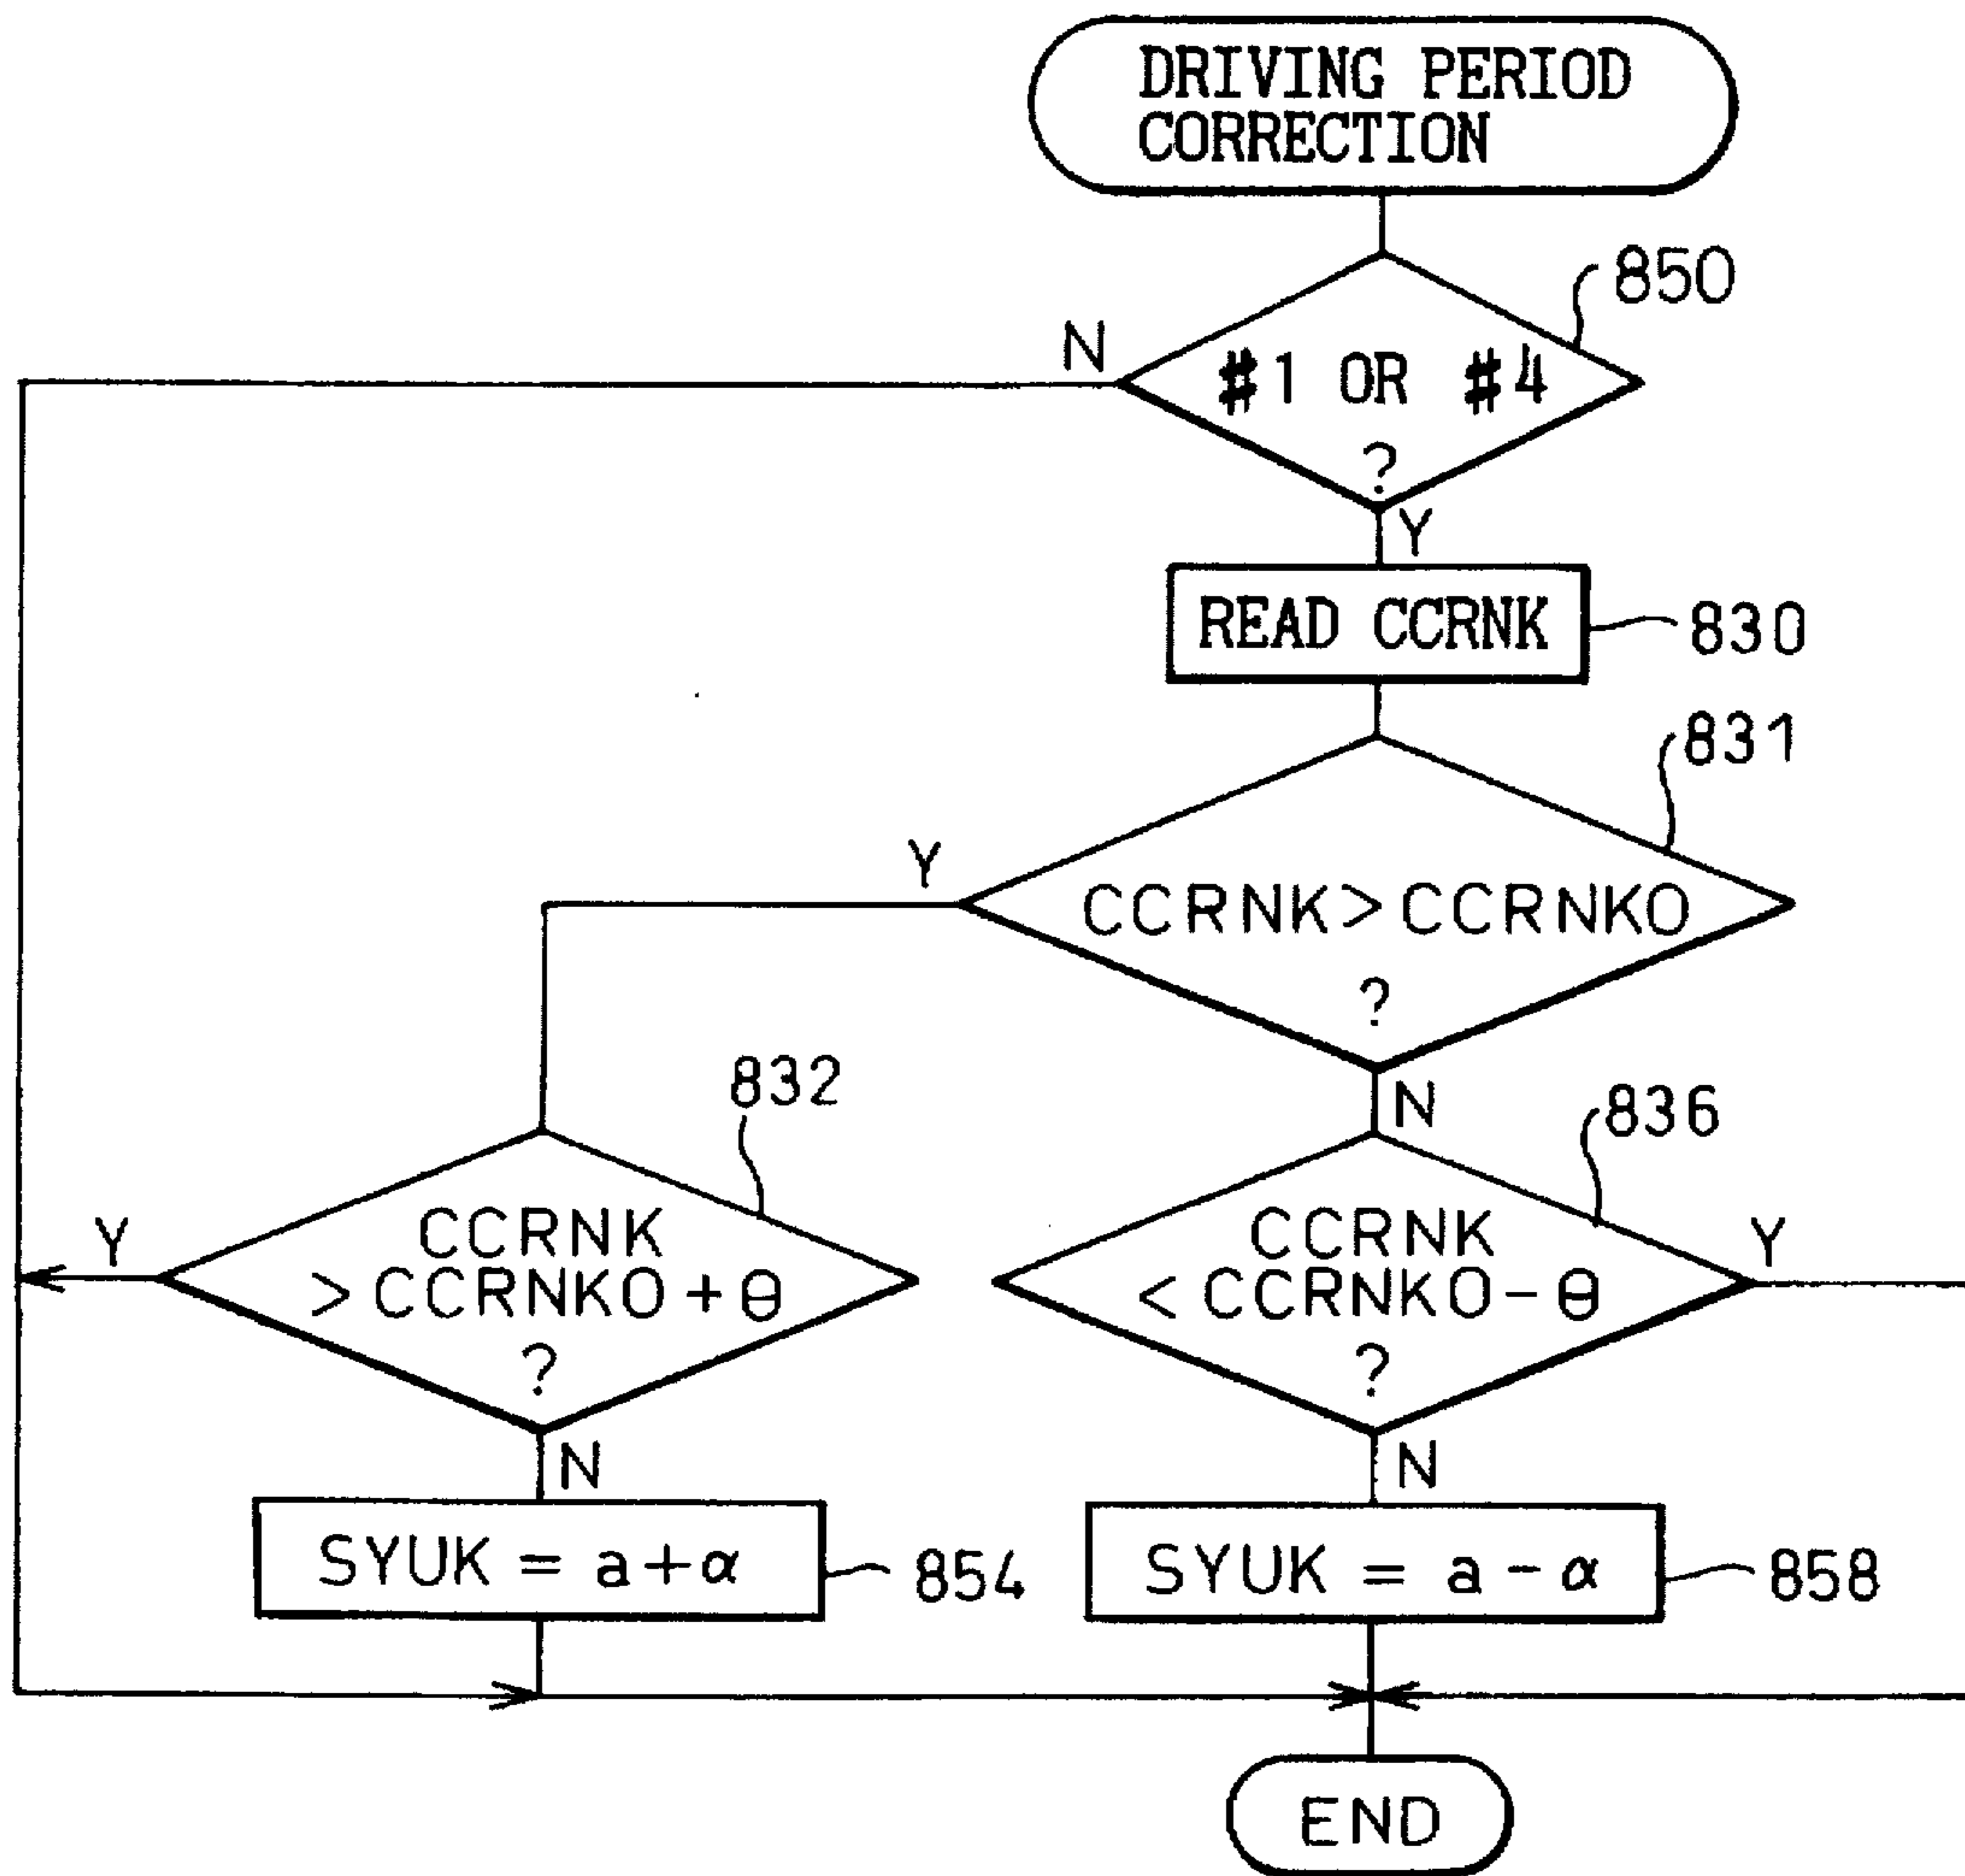 DRIVING PERIOD
CORRECTION
850
N
#1 OR #4
?
Y
READ CCRNK
830
831
Y
CCRNK>CCRNKO
?
N
832
836
Y
CCRNK
>CCRNKO+θ
?
N
CCRNK
<CCRNKO-θ
?
Y
N
SYUK = a+α
854
SYUK = a-α
858
END